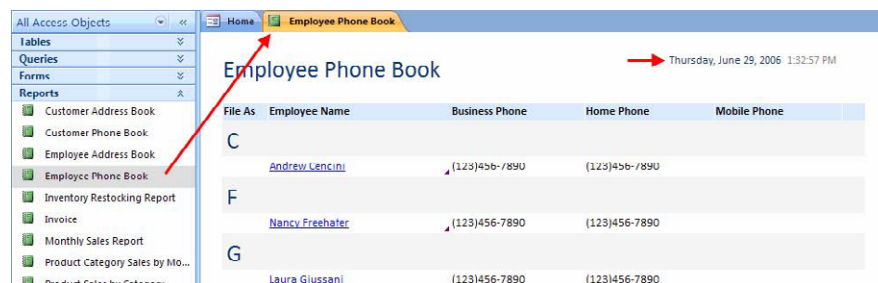 All Access Objects
Tables
Queries
Forms
Reports
Customer Address Book
Customer Phone Book
Employee Address Book
Employee Phone Book
Inventory Restocking Report
Invoice
Monthly Sales Report
Product Category Sales by Mo...
Product Sales by Category
Home Employee Phone Book
Employee Phone Book
Thursday, June 29, 2006 1:32:57 PM
File As Employee Name Business Phone Home Phone Mobile Phone
C
Andrew Cencini (123)456-7890 (123)456-7890
F
Nancy Freehafer (123)456-7890 (123)456-7890
G
Laura Giussani (123)456-7890 (123)456-7890